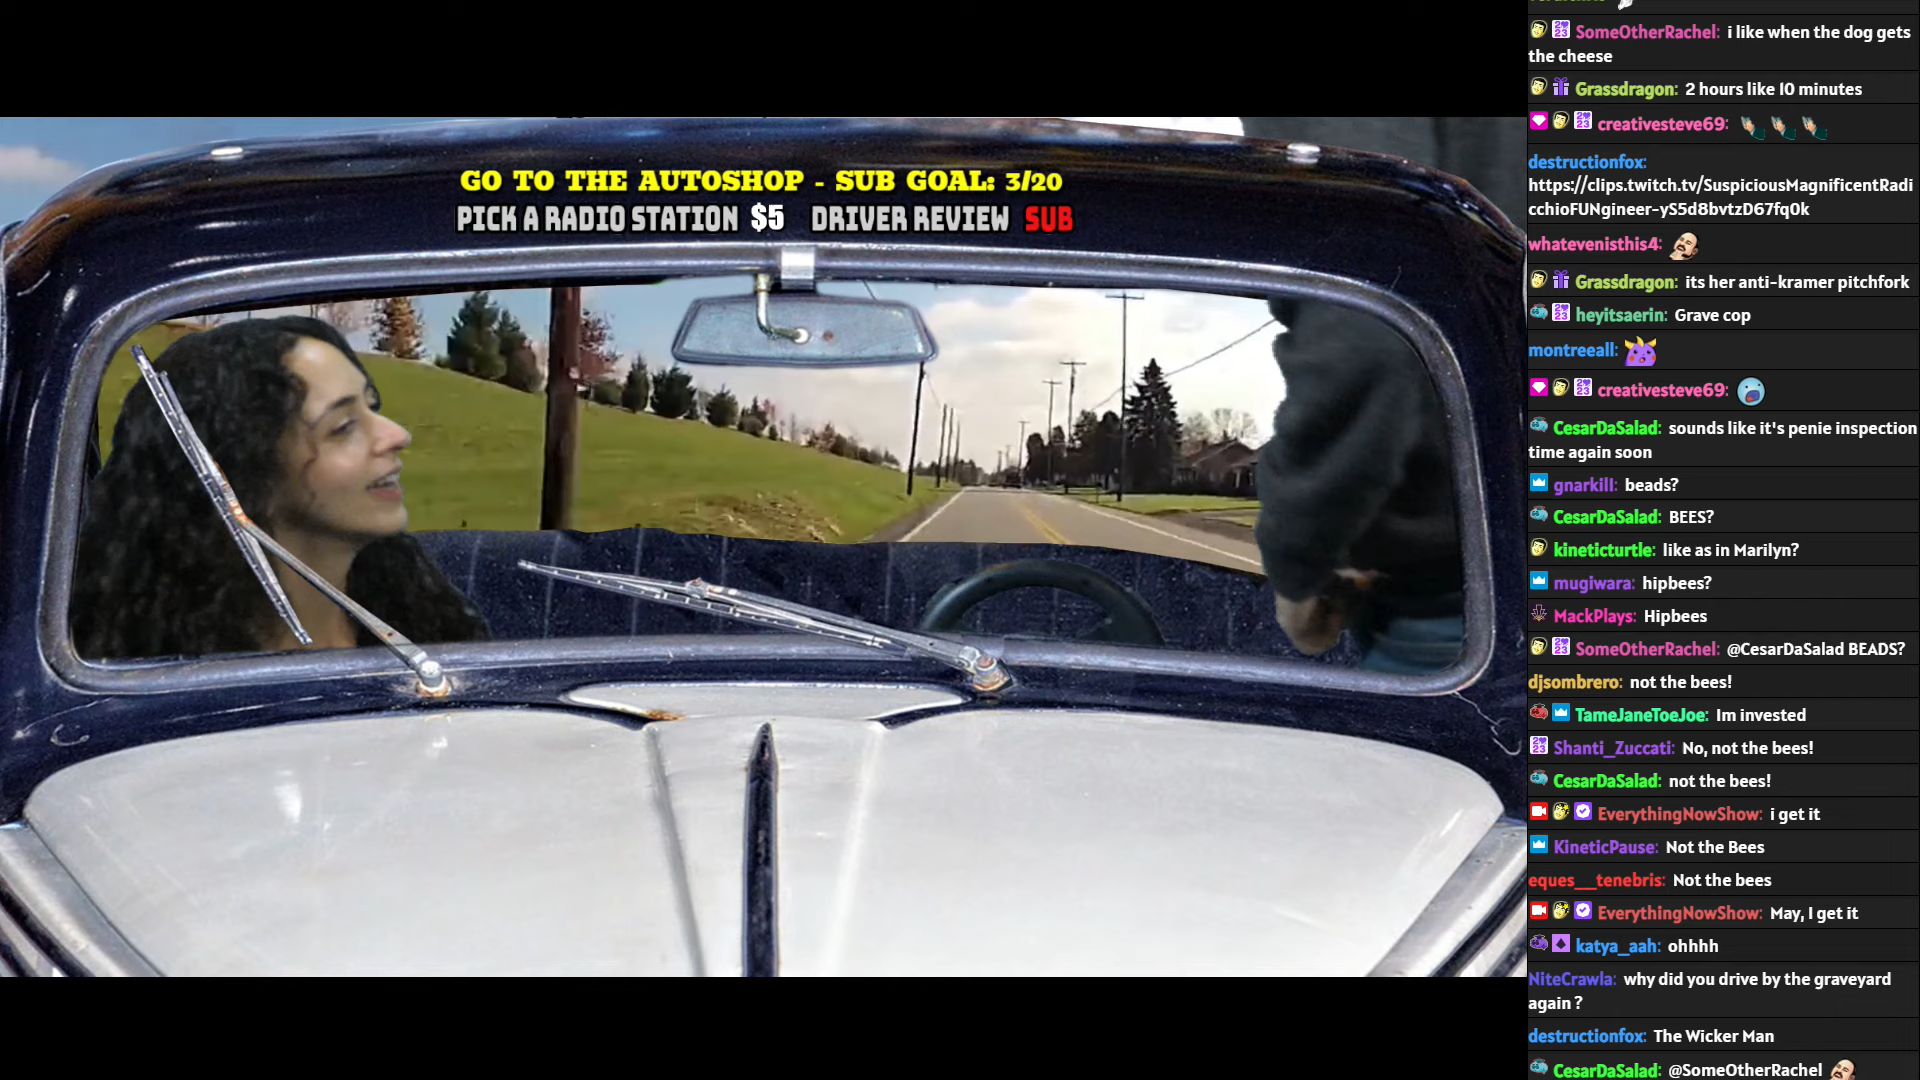 GO TO THE AUTOSHOP - SUB GOAL: 3/20
PICK A RADIO STATION $5 DRIVER REVIEW SUB
SomeOtherRachel: i like when the dog gets
the cheese
Grassdragon: 2 hours like 10 minutes
creativesteve69:
destructionfox:
https://clips.twitch.tv/SuspiciousMagnificentRadi
cchioFUNgineer-yS5d8bvtzD67fq0k
whatevenisthis4:
Grassdragon: its her anti-kramer pitchfork
heyitsaerin: Grave cop
montreeall:
creativesteve69:
CesarDaSalad: sounds like it's penie inspection
time again soon
gnarkill: beads?
CesarDaSalad: BEES?
kineticturtle: like as in Marilyn?
mugiwara: hipbees?
MackPlays: Hipbees
SomeOtherRachel: @CesarDaSalad BEADS?
djsombrero: not the bees!
TameJaneToeJoe: Im invested
Shanti_Zuccati: No, not the bees!
CesarDaSalad: not the bees!
EverythingNowShow: i get it
KineticPause: Not the Bees
eques__tenebris: Not the bees
EverythingNowShow: May, I get it
katya_aah: ohhhh
NiteCrawla: why did you drive by the graveyard
again ?
destructionfox: The Wicker Man
CesarDaSalad: @SomeOtherRachel